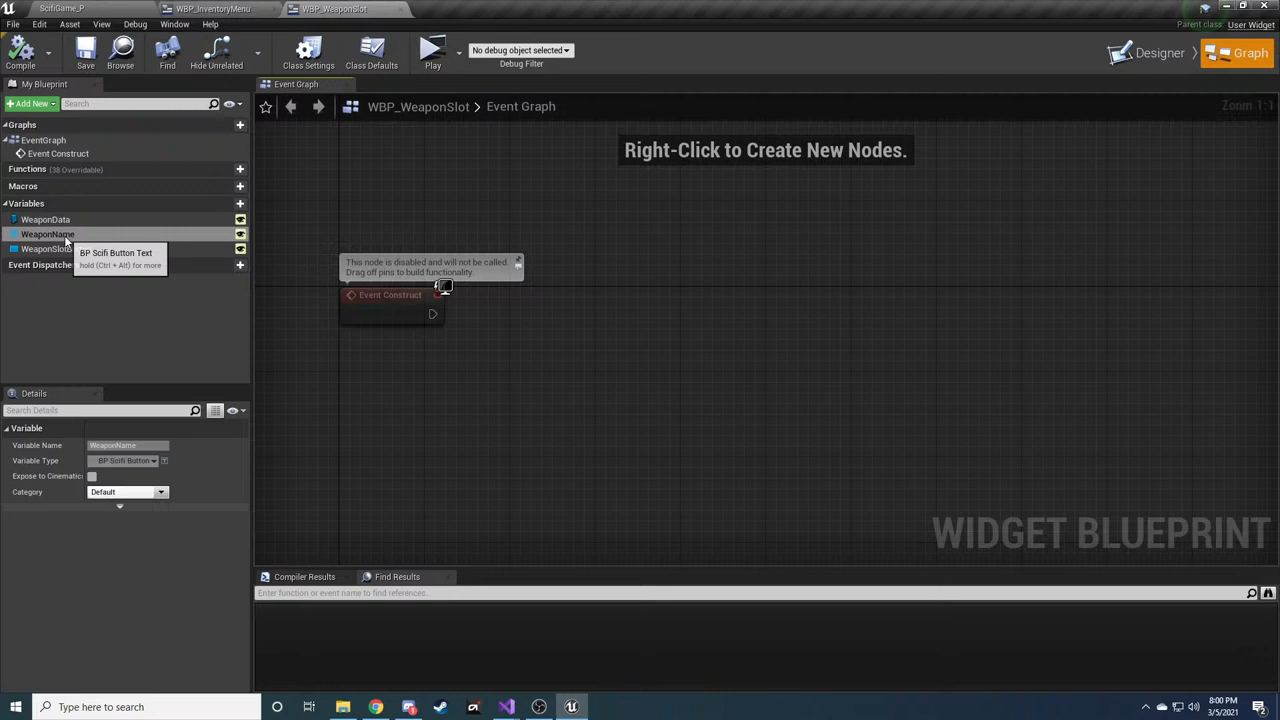 SciFiGame_P
WBP_InventoryMenu
WBP_WeaponSlot
File
Edit
Asset
View
Debug
Window
Help
Parent class:
User Widget
Compile
Save
Browse
Find
Hide Unrelated
Class Settings
Class Defaults
Play
No debug object selected
Debug Filter
Designer
Graph
My Blueprint
Event Graph
+Add New
Search
WBP_WeaponSlot > Event Graph
Zoom 1:1
Graphs
EventGraph
Event Construct
Functions (38 Overridable)
Macros
Variables
WeaponData
WeaponName
WeaponSlot
BP Scifi Button Text
hold (Ctrl + Alt) for more
Event Dispatche
Right-Click to Create New Nodes.
This node is disabled and will not be called.
Drag off pins to build functionality.
Event Construct
Details
Search Details
Variable
Variable Name
WeaponName
Variable Type
BP Scifi Button
Expose to Cinematic
Category
Default
WIDGET BLUEPRINT
Compiler Results
Find Results
Enter function or event name to find references...
Type here to search
8:00 PM
3/5/2021